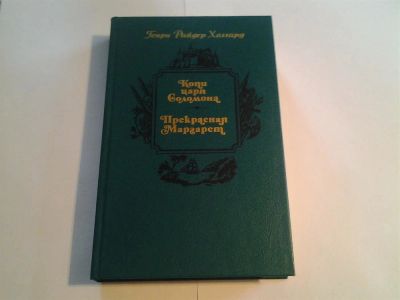 Генри Райдер Хаггард
Копи
царя
Соломона
Прекрасная
Маргарет